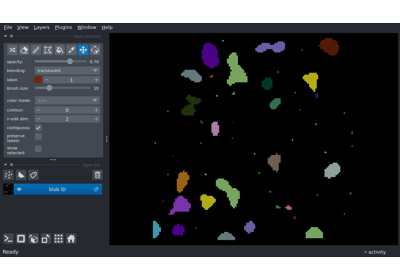 File View Layers Plugins Window Help
opacity: 0.70
blending: translucent
label: 1
brush size: 10
color mode:
contour: 0
n edit dim: 2
contiguous:
preserve
labels:
show
selected:
blob ID
Ready
activity